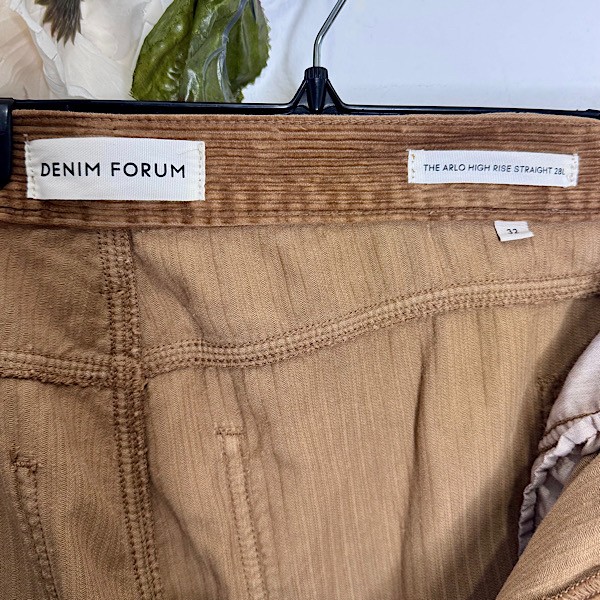 DENIM FORUM
THE ARLO HIGH RISE STRAIGHT 28L
32